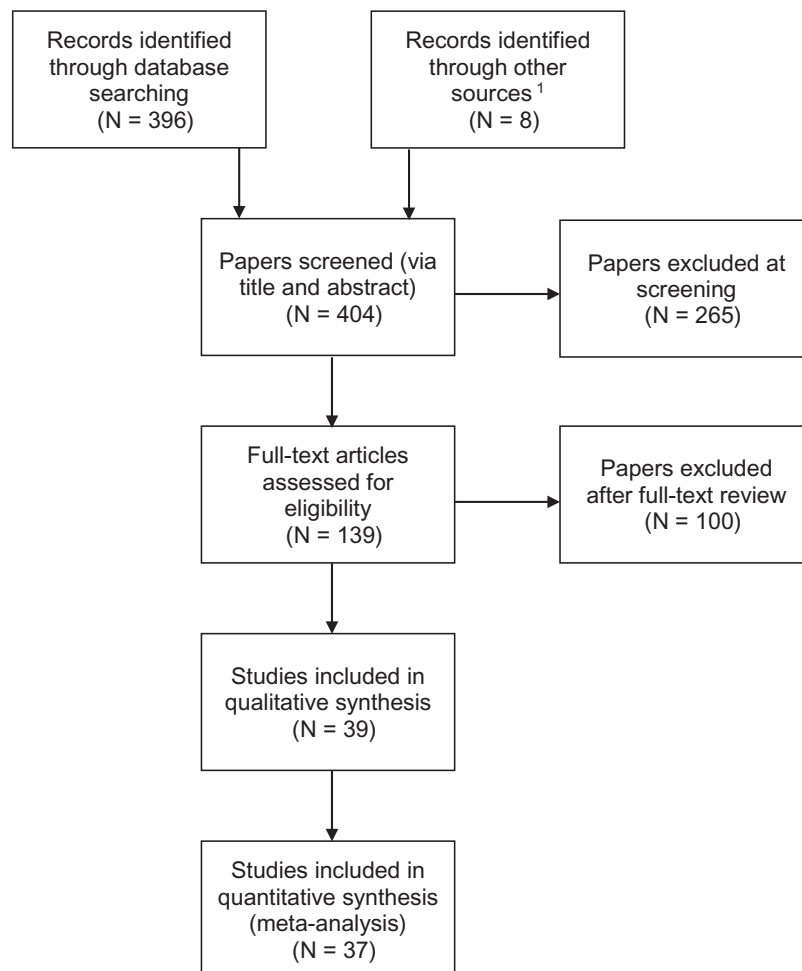 Records identified
through database
searching
(N = 396)
Records identified
through other
sources ¹
(N = 8)
Papers screened (via
title and abstract)
(N = 404)
Papers excluded at
screening
(N = 265)
Full-text articles
assessed for
eligibility
(N = 139)
Papers excluded
after full-text review
(N = 100)
Studies included in
qualitative synthesis
(N = 39)
Studies included in
quantitative synthesis
(meta-analysis)
(N = 37)